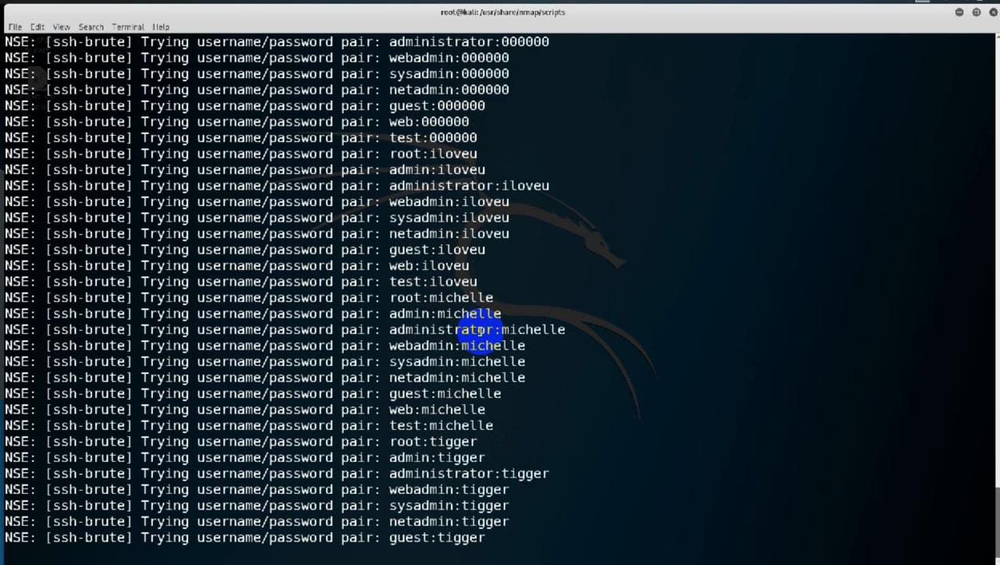 root@kali: /usr/share/nmap/scripts
File Edit View Search Terminal Help
NSE: [ssh-brute] Trying username/password pair: administrator:000000
NSE: [ssh-brute] Trying username/password pair: webadmin:000000
NSE: [ssh-brute] Trying username/password pair: sysadmin:000000
NSE: [ssh-brute] Trying username/password pair: netadmin:000000
NSE: [ssh-brute] Trying username/password pair: guest:000000
NSE: [ssh-brute] Trying username/password pair: web:000000
NSE: [ssh-brute] Trying username/password pair: test:000000
NSE: [ssh-brute] Trying username/password pair: root:iloveu
NSE: [ssh-brute] Trying username/password pair: admin:iloveu
NSE: [ssh-brute] Trying username/password pair: administrator:iloveu
NSE: [ssh-brute] Trying username/password pair: webadmin:iloveu
NSE: [ssh-brute] Trying username/password pair: sysadmin:iloveu
NSE: [ssh-brute] Trying username/password pair: netadmin:iloveu
NSE: [ssh-brute] Trying username/password pair: guest:iloveu
NSE: [ssh-brute] Trying username/password pair: web:iloveu
NSE: [ssh-brute] Trying username/password pair: test:iloveu
NSE: [ssh-brute] Trying username/password pair: root:michelle
NSE: [ssh-brute] Trying username/password pair: admin:michelle
NSE: [ssh-brute] Trying username/password pair: administrator:michelle
NSE: [ssh-brute] Trying username/password pair: webadmin:michelle
NSE: [ssh-brute] Trying username/password pair: sysadmin:michelle
NSE: [ssh-brute] Trying username/password pair: netadmin:michelle
NSE: [ssh-brute] Trying username/password pair: guest:michelle
NSE: [ssh-brute] Trying username/password pair: web:michelle
NSE: [ssh-brute] Trying username/password pair: test:michelle
NSE: [ssh-brute] Trying username/password pair: root:tigger
NSE: [ssh-brute] Trying username/password pair: admin:tigger
NSE: [ssh-brute] Trying username/password pair: administrator:tigger
NSE: [ssh-brute] Trying username/password pair: webadmin:tigger
NSE: [ssh-brute] Trying username/password pair: sysadmin:tigger
NSE: [ssh-brute] Trying username/password pair: netadmin:tigger
NSE: [ssh-brute] Trying username/password pair: guest:tigger